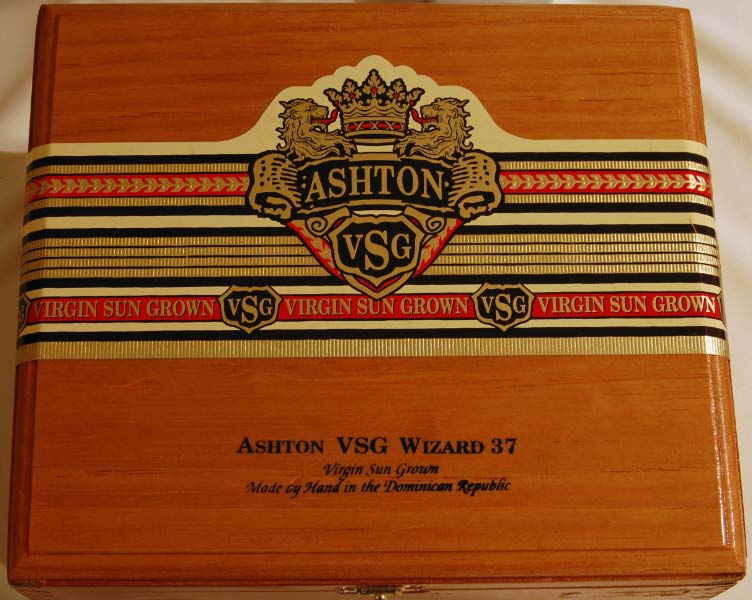 ASHTON
VSG
VIRGIN SUN GROWN VSG VIRGIN SUN GROWN VSG VIRGIN SUN GROWN
ASHTON VSG WIZARD 37
Virgin Sun Grown
Made by Hand in the Dominican Republic